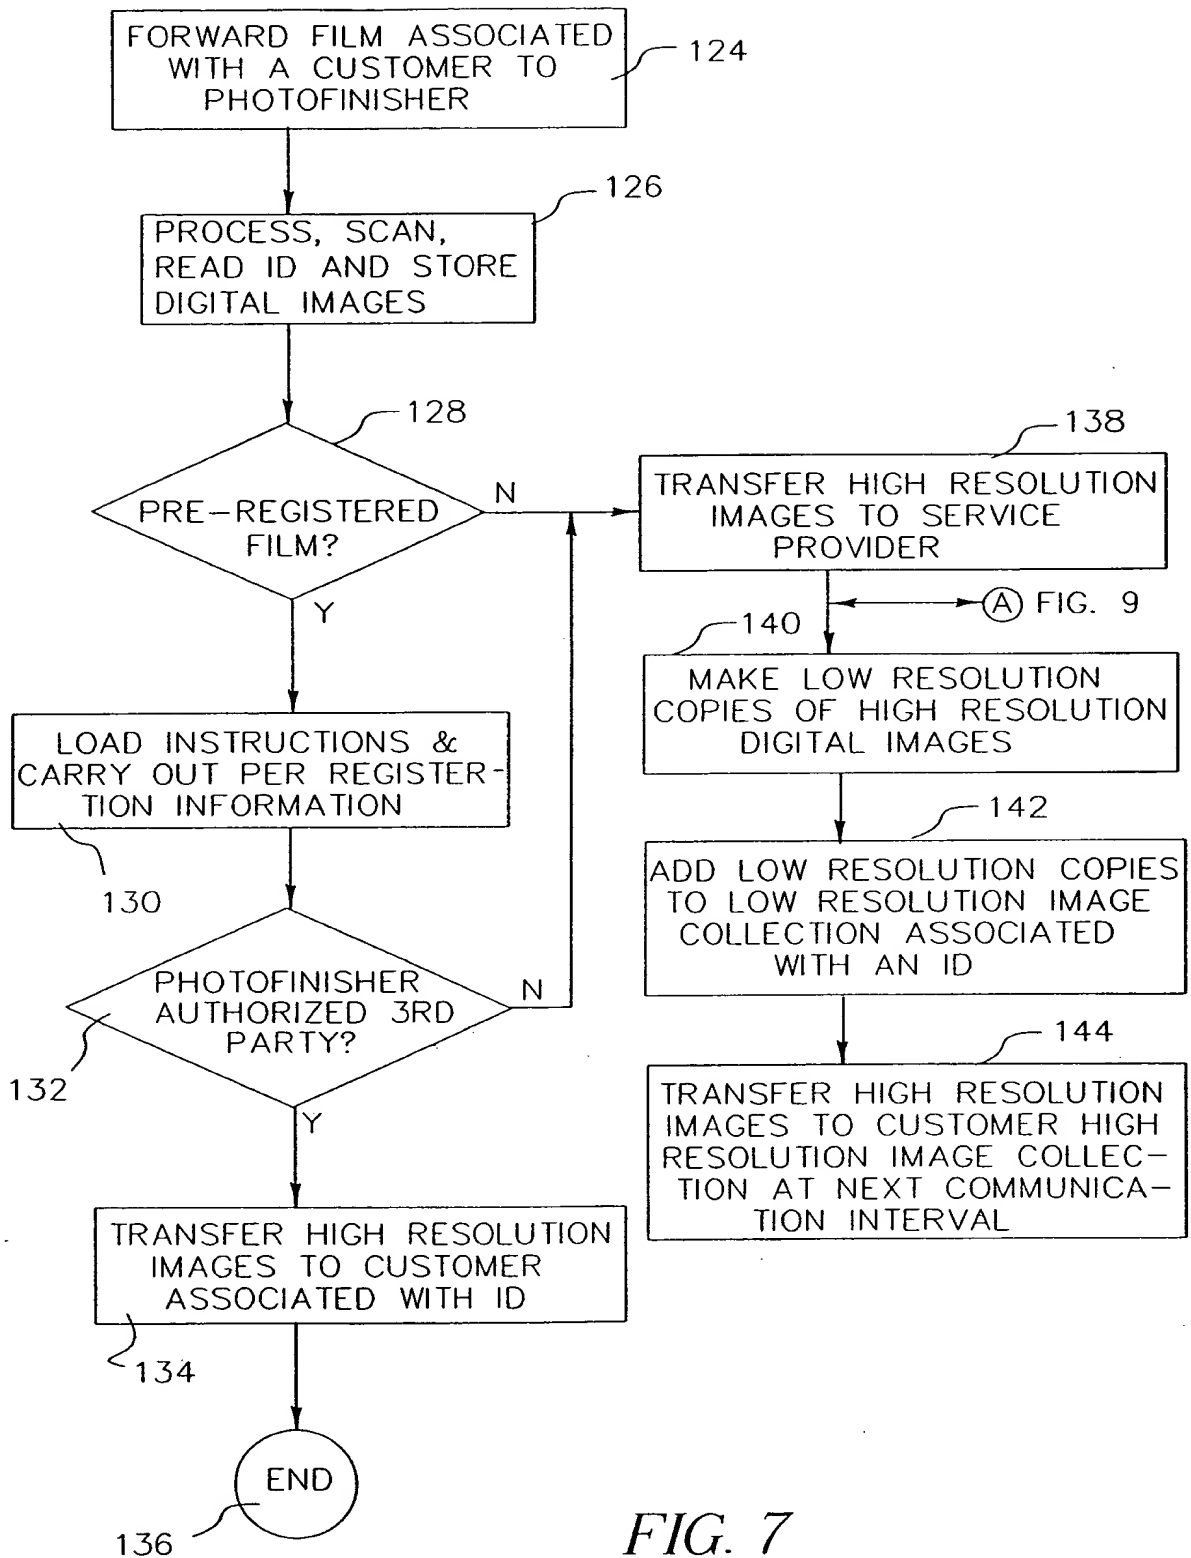 FORWARD FILM ASSOCIATED
WITH A CUSTOMER TO
PHOTOFINISHER
124
PROCESS, SCAN,
READ ID AND STORE
DIGITAL IMAGES
126
128
PRE-REGISTERED
FILM?
N
Y
LOAD INSTRUCTIONS &
CARRY OUT PER REGISTER-
TION INFORMATION
130
PHOTOFINISHER
AUTHORIZED 3RD
PARTY?
N
132
Y
TRANSFER HIGH RESOLUTION
IMAGES TO CUSTOMER
ASSOCIATED WITH ID
134
END
136
138
TRANSFER HIGH RESOLUTION
IMAGES TO SERVICE
PROVIDER
A FIG. 9
140
MAKE LOW RESOLUTION
COPIES OF HIGH RESOLUTION
DIGITAL IMAGES
142
ADD LOW RESOLUTION COPIES
TO LOW RESOLUTION IMAGE
COLLECTION ASSOCIATED
WITH AN ID
144
TRANSFER HIGH RESOLUTION
IMAGES TO CUSTOMER HIGH
RESOLUTION IMAGE COLLEC-
TION AT NEXT COMMUNICA-
TION INTERVAL
FIG. 7